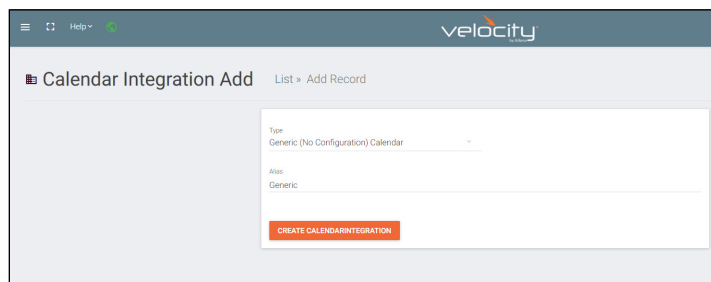 Help
velocity
Calendar Integration Add
List » Add Record
Type
Generic (No Configuration) Calendar
Alias
Generic
CREATE CALENDARINTEGRATION